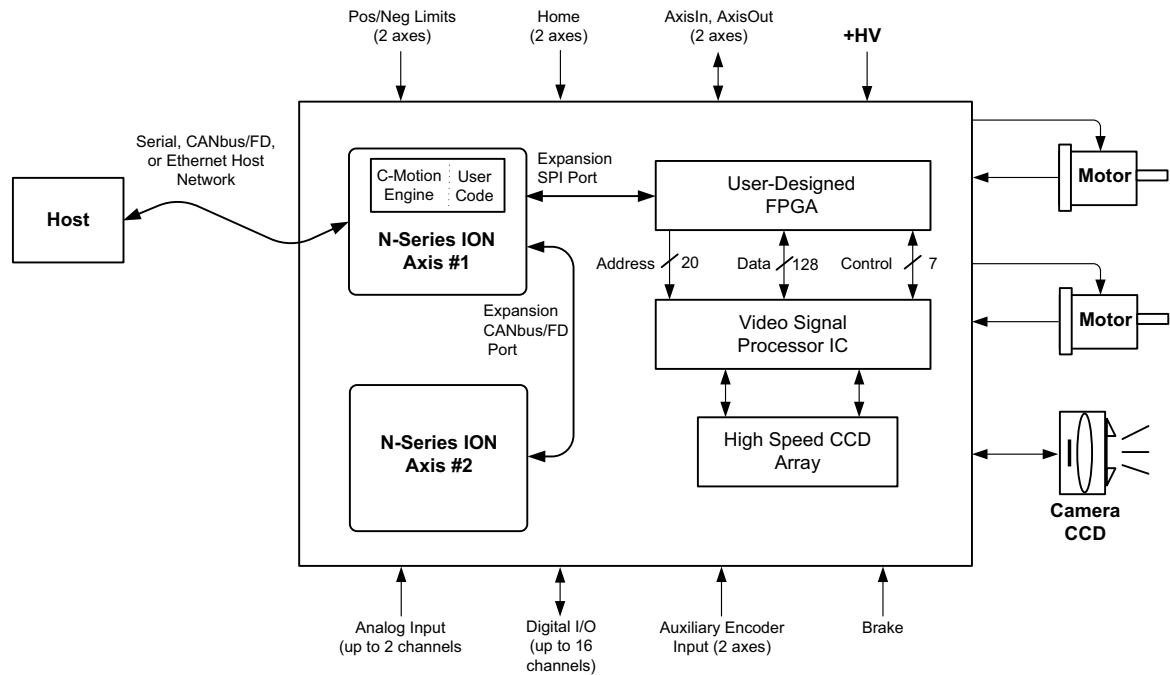 Pos/Neg Limits
(2 axes)
Home
(2 axes)
AxisIn, AxisOut
(2 axes)
+HV
Serial, CANbus/FD,
or Ethernet Host
Network
Host
C-Motion
Engine
User
Code
N-Series ION
Axis #1
Expansion
SPI Port
User-Designed
FPGA
Motor
Address
20
Data
128
Control
7
Expansion
CANbus/FD
Port
Video Signal
Processor IC
Motor
N-Series ION
Axis #2
High Speed CCD
Array
Camera
CCD
Analog Input
(up to 2 channels
Digital I/O
(up to 16
channels)
Auxiliary Encoder
Input (2 axes)
Brake